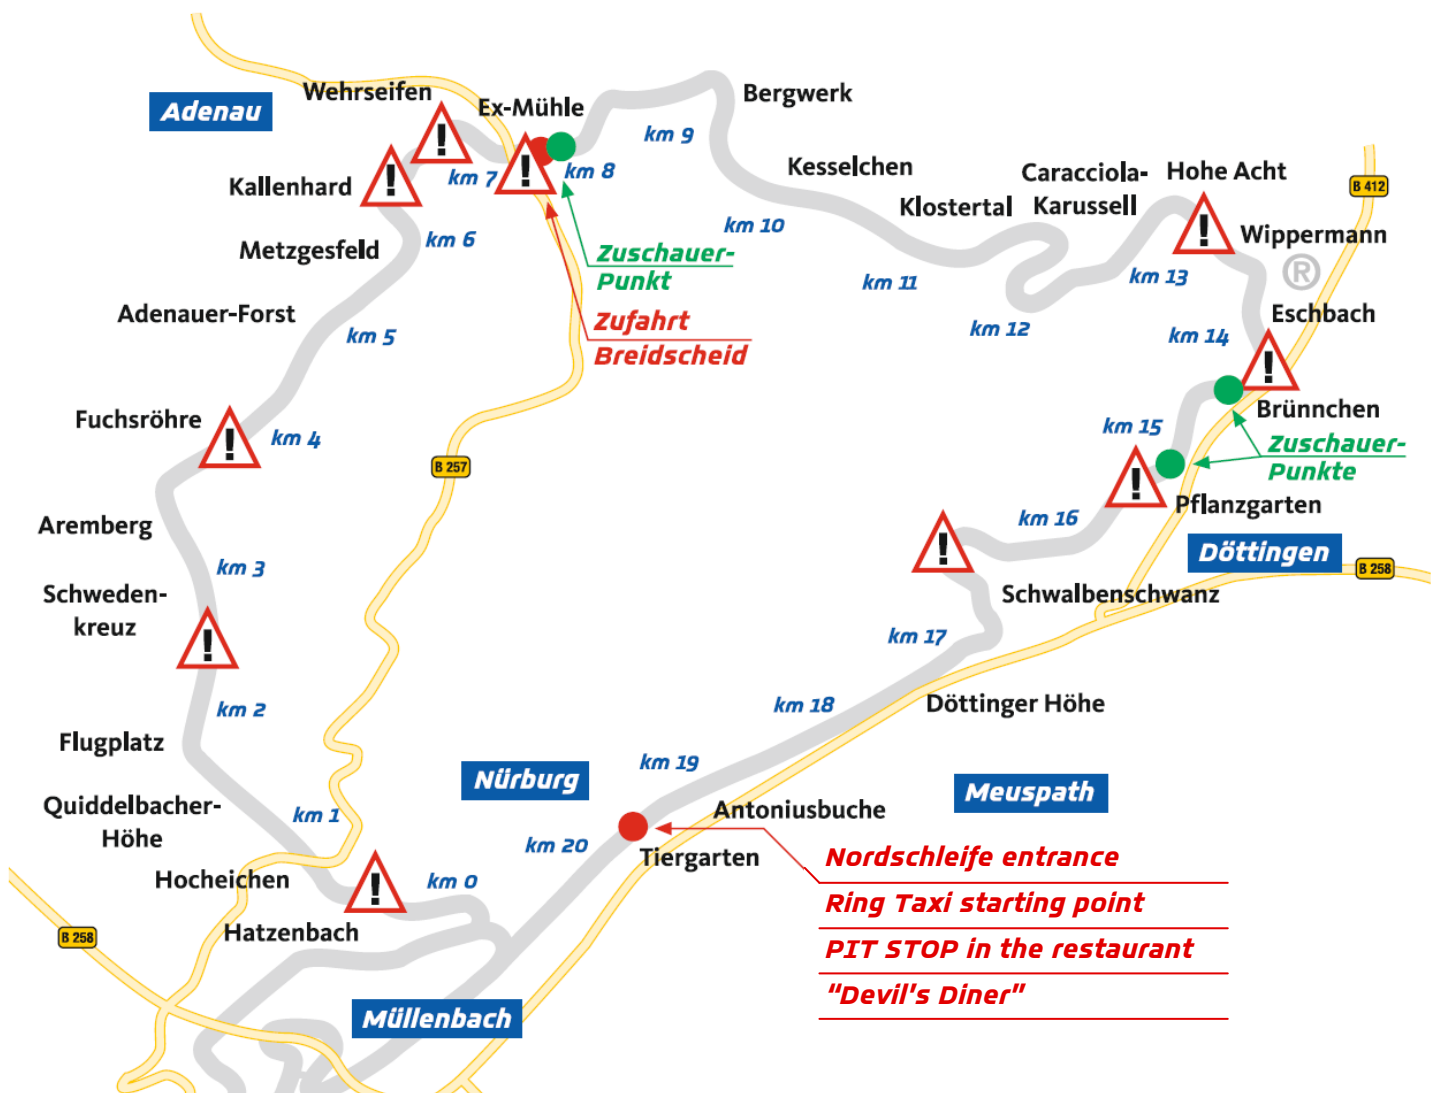 Wehrseifen
Adenau
Ex-Mühle
Bergwerk
km 9
Kallenhard
km 7
km 8
Kesselchen
Caracciola-
Karussell
Hohe Acht
B 412
Klostertal
Metzgesfeld
km 6
km 10
Wippermann
®
Zuschauer-
Punkt
km 11
km 13
Adenauer-Forst
km 5
Zufahrt
Breidscheid
km 12
km 14
Eschbach
Fuchsröhre
km 4
Brünnchen
km 15
Zuschauer-
Punkte
B 257
Aremberg
km 16
Pflanzgarten
Döttingen
km 3
B 258
Schweden-
kreuz
Schwalbenschwanz
km 17
km 2
km 18
Döttinger Höhe
Flugplatz
Nürburg
km 19
Meuspath
Quiddelbacher-
Höhe
km 1
Antoniusbuche
km 20
Tiergarten
Nordschleife entrance
Ring Taxi starting point
PIT STOP in the restaurant
“Devil's Diner”
Hocheichen
km 0
Hatzenbach
B 258
Müllenbach
!
!
!
!
!
!
!
!
!
!